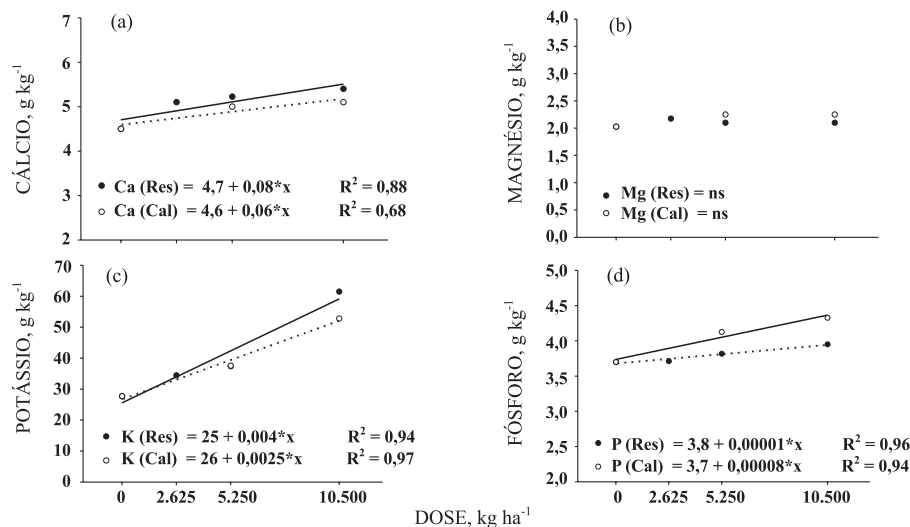 (a)
CÁLCIO, g kg-1
7
6
5
4
3
2
Ca (Res) = 4,7 + 0,08*x R2 = 0,88
Ca (Cal) = 4,6 + 0,06*x R2 = 0,68
(b)
MAGNÉSIO, g kg-1
4,0
3,5
3,0
2,5
2,0
1,5
1,0
0,5
0,0
Mg (Res) = ns
Mg (Cal) = ns
(c)
POTÁSSIO, g kg-1
70
60
50
40
30
20
10
0
K (Res) = 25 + 0,004*x R2 = 0,94
K (Cal) = 26 + 0,0025*x R2 = 0,97
0 2.625 5.250 10.500
(d)
FÓSFORO, g kg-1
5,0
4,5
4,0
3,5
3,0
2,5
2,0
P (Res) = 3,8 + 0,00001*x R2 = 0,96
P (Cal) = 3,7 + 0,00008*x R2 = 0,94
0 2.625 5.250 10.500
DOSE, kg ha-1